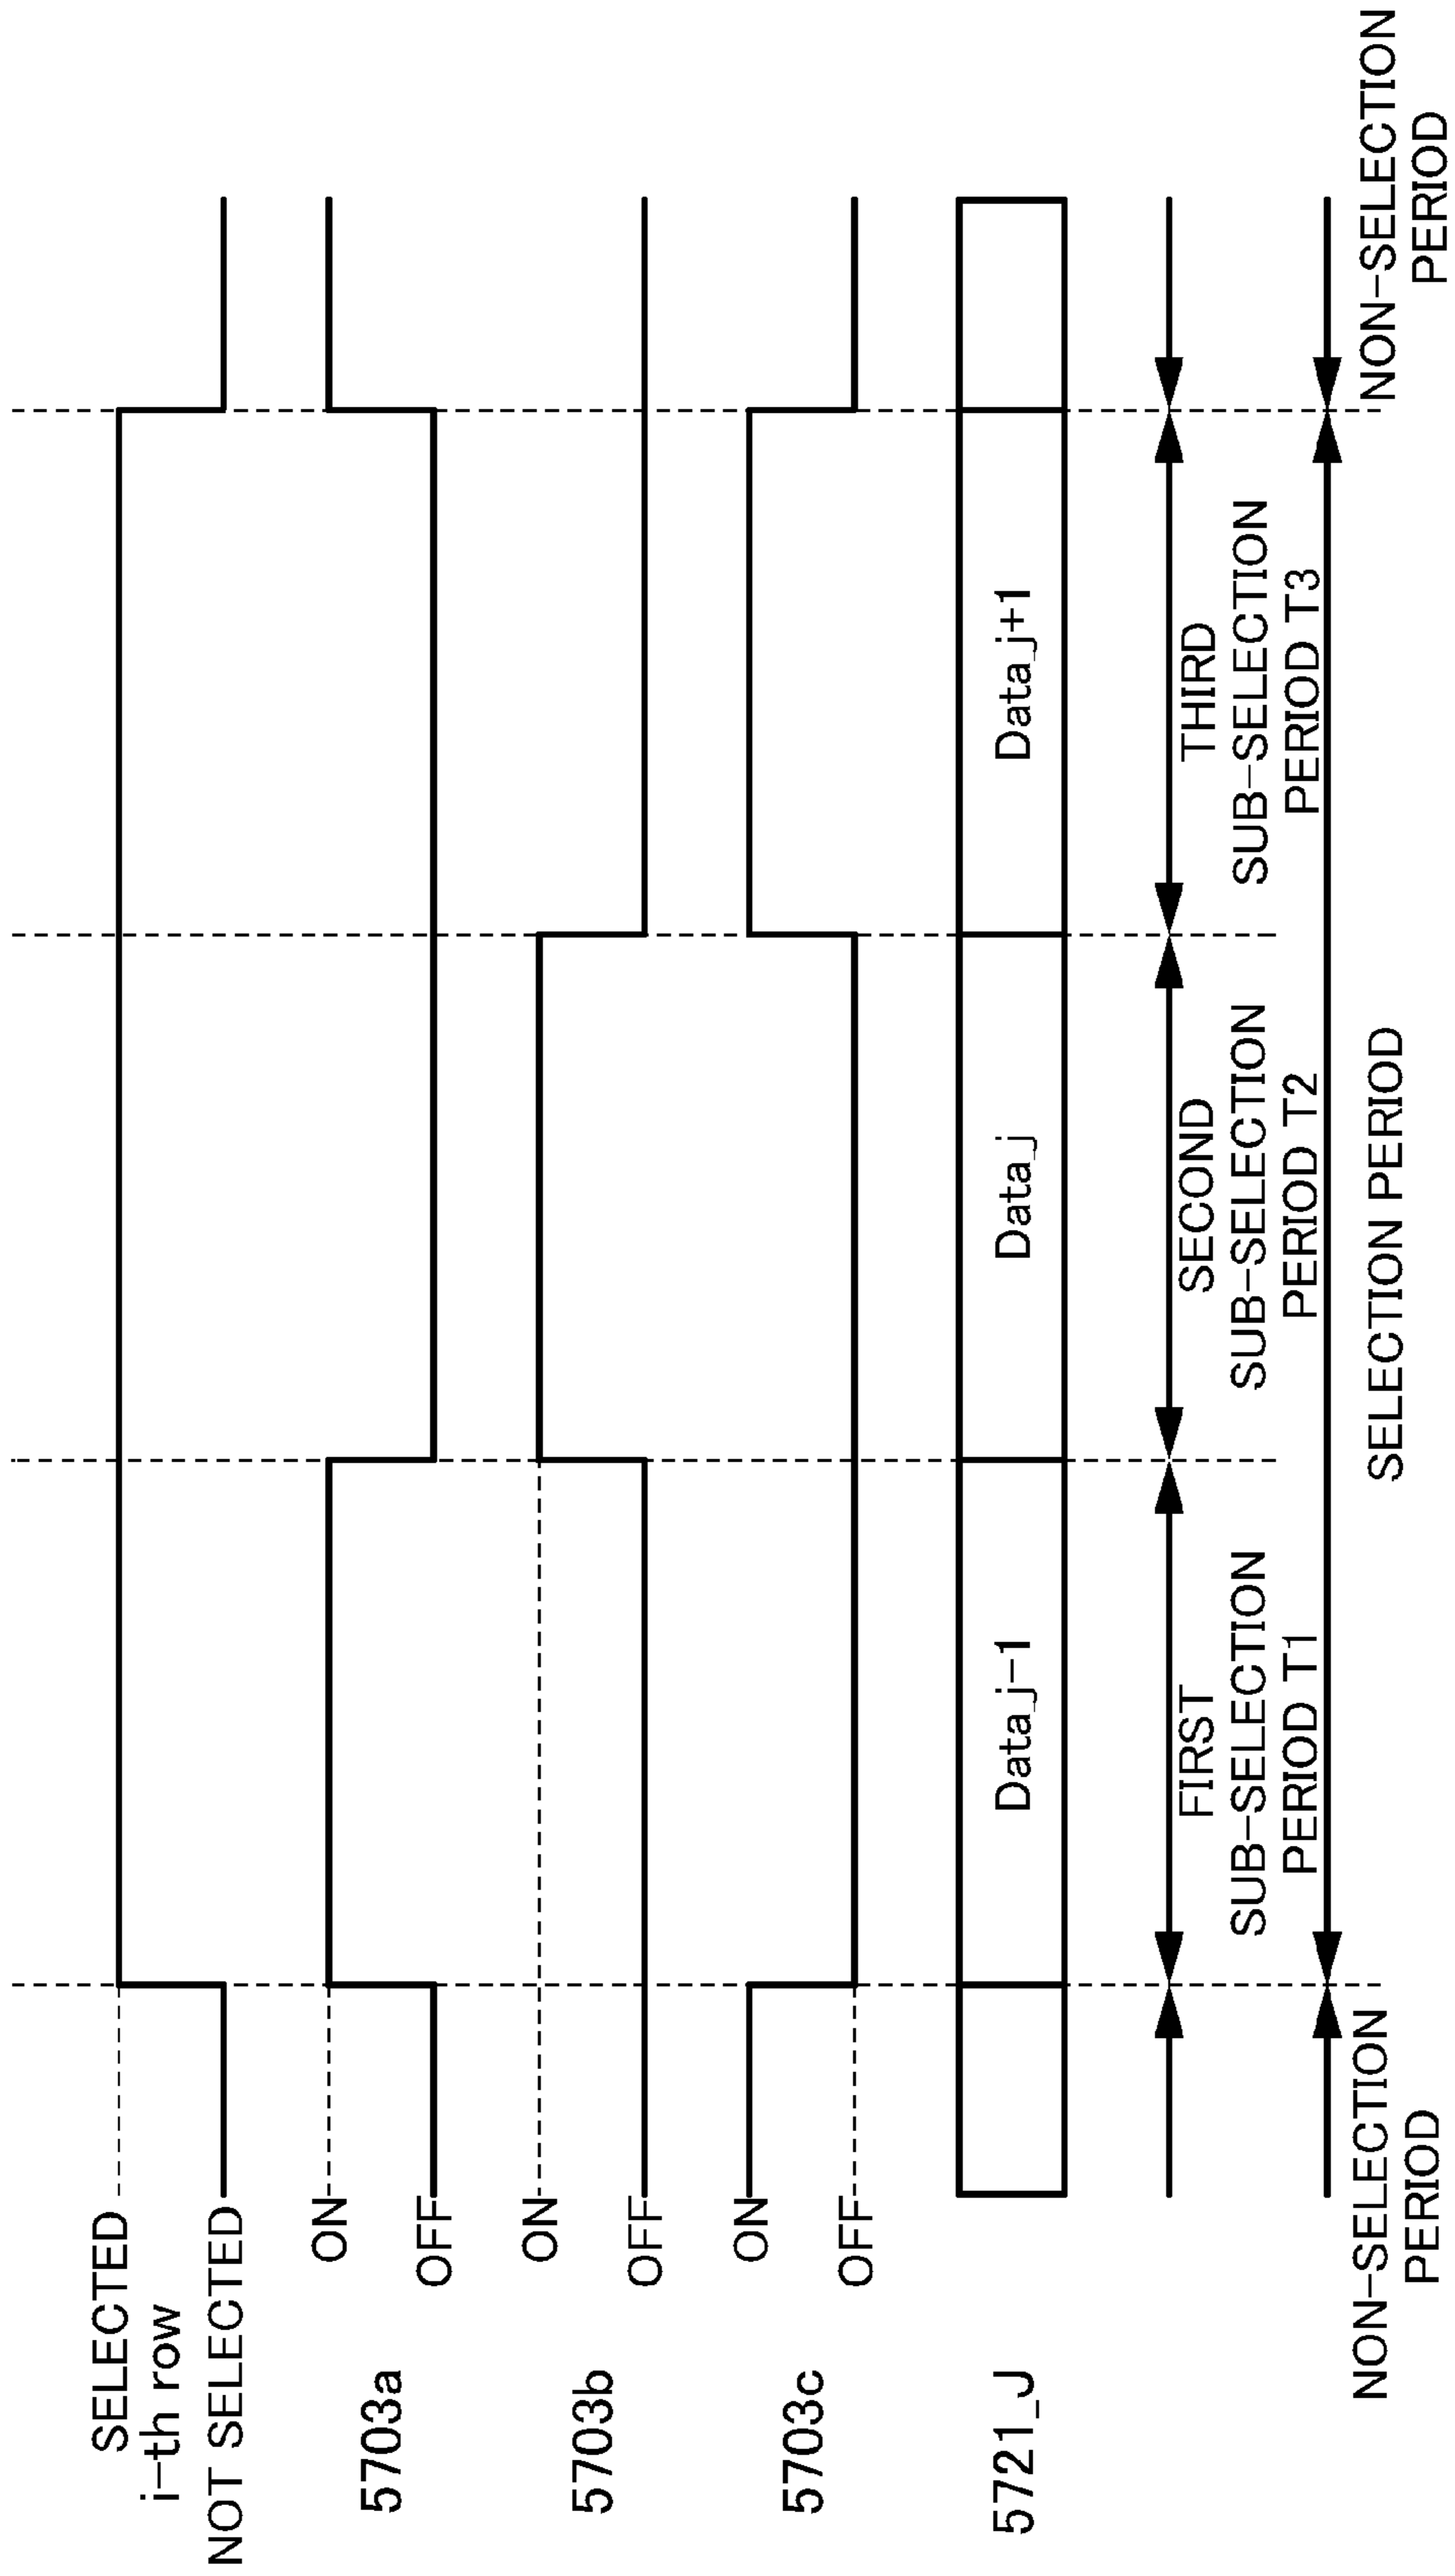 SELECTED
i-th row
NOT SELECTED
ON
5703a
OFF
ON
5703b
OFF
ON
5703c
OFF
5721_J
Data_j-1
Data_j
Data_j+1
FIRST
SUB-SELECTION
PERIOD T1
SECOND
SUB-SELECTION
PERIOD T2
THIRD
SUB-SELECTION
PERIOD T3
NON-SELECTION
PERIOD
SELECTION PERIOD
NON-SELECTION
PERIOD